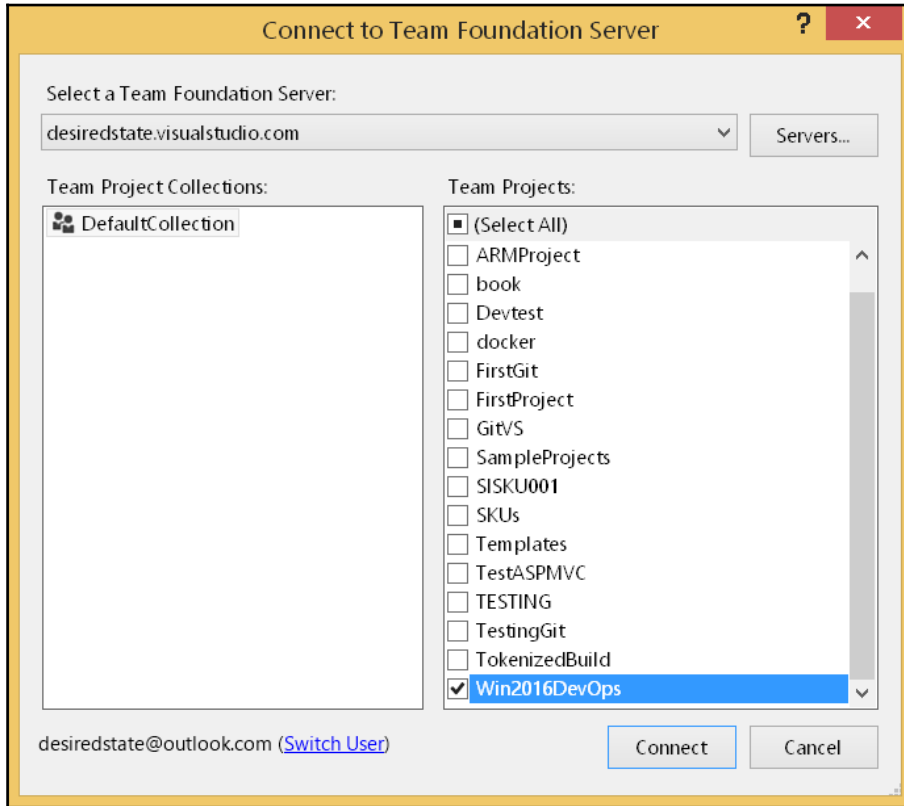 Connect to Team Foundation Server
?
x
Select a Team Foundation Server:
desiredstate.visualstudio.com
Servers...
Team Project Collections:
DefaultCollection
Team Projects:
(Select All)
ARMProject
book
Devtest
docker
FirstGit
FirstProject
GitVS
SampleProjects
SISKU001
SKUs
Templates
TestASPMVC
TESTING
TestingGit
TokenizedBuild
Win2016DevOps
desiredstate@outlook.com (Switch User)
Connect
Cancel